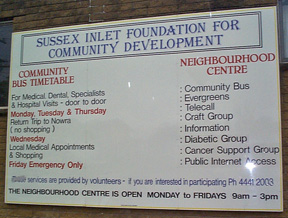 SUSSEX INLET FOUNDATION FOR
COMMUNITY DEVELOPMENT
COMMUNITY
BUS TIMETABLE
For Medical, Dental, Specialists
& Hospital Visits - door to door
Monday, Tuesday & Thursday
Return Trip to Nowra
( no shopping )
Wednesday
Local Medical Appointments
& Shopping
Friday Emergency Only
NEIGHBOURHOOD
CENTRE
: Community Bus
: Evergreens
: Telecall
: Craft Group
: Information
: Diabetic Group
: Cancer Support Group
: Public Internet Access
services are provided by volunteers - if you are interested in participating Ph 4441 2003
THE NEIGHBOURHOOD CENTRE IS OPEN MONDAY to FRIDAYS 9am - 3pm